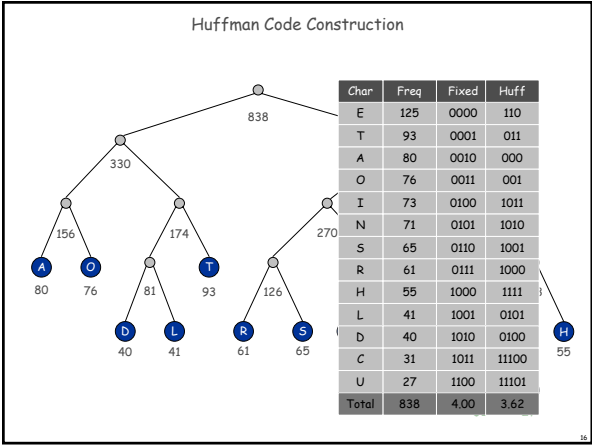 Huffman Code Construction
838
330
156
174
270
A
O
T
80
76
81
93
126
D
L
R
S
H
40
41
61
65
55
Char Freq Fixed Huff
E 125 0000 110
T 93 0001 011
A 80 0010 000
O 76 0011 001
I 73 0100 1011
N 71 0101 1010
S 65 0110 1001
R 61 0111 1000
H 55 1000 1111
L 41 1001 0101
D 40 1010 0100
C 31 1011 11100
U 27 1100 11101
Total 838 4.00 3.62
16